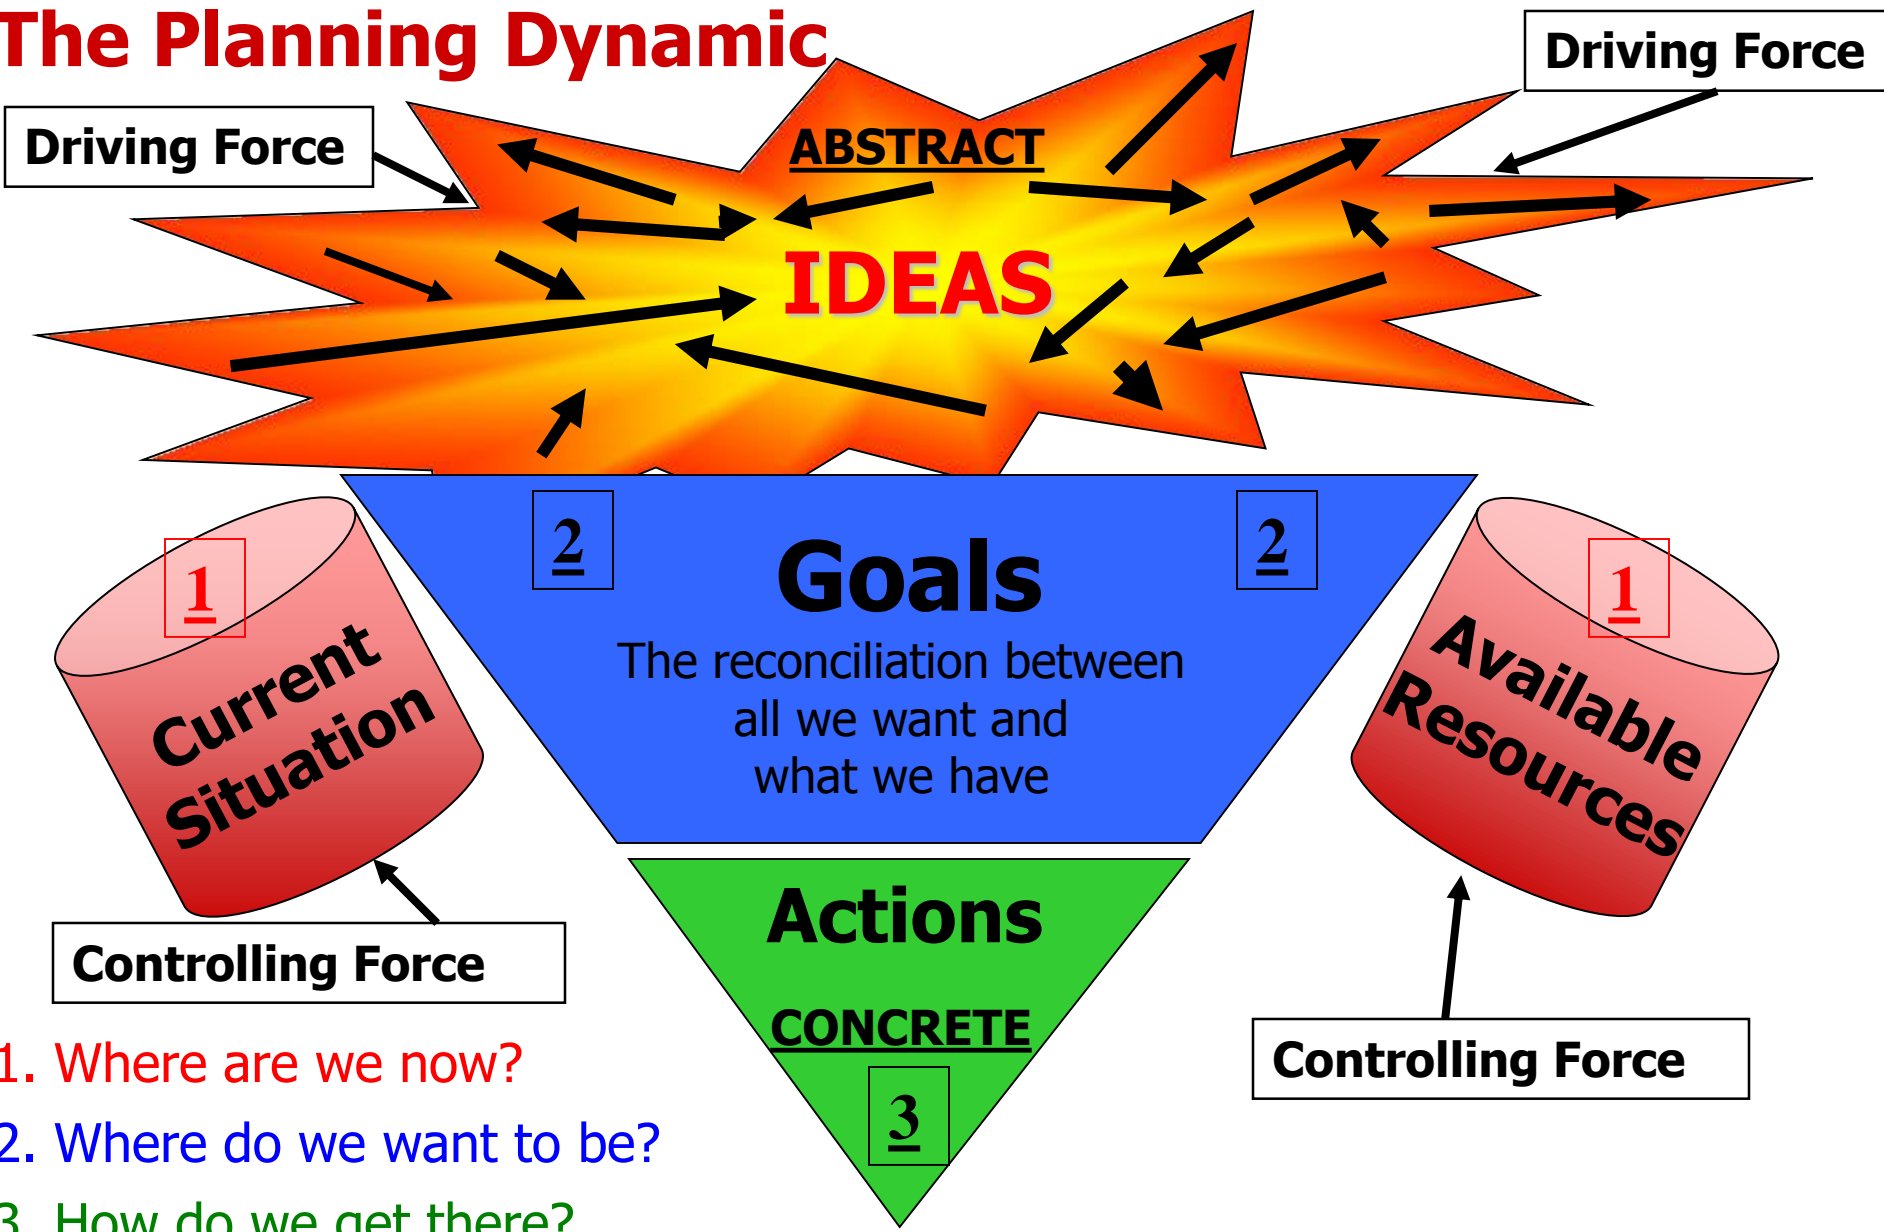 The Planning Dynamic
Driving Force
Driving Force
ABSTRACT
IDEAS
2
2
Goals
The reconciliation between
all we want and
what we have
1
Current
Situation
1
Available
Resources
Actions
CONCRETE
3
Controlling Force
Controlling Force
1. Where are we now?
2. Where do we want to be?
3. How do we get there?